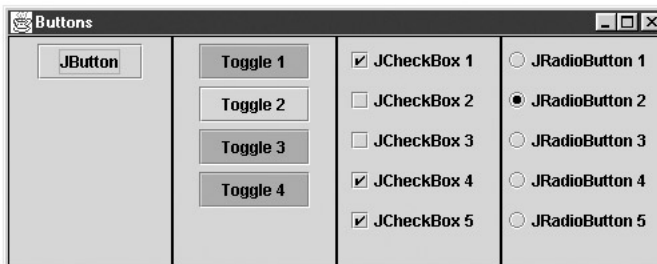 Buttons
JButton
Toggle 1
Toggle 2
Toggle 3
Toggle 4
JCheckBox 1
JCheckBox 2
JCheckBox 3
JCheckBox 4
JCheckBox 5
JRadioButton 1
JRadioButton 2
JRadioButton 3
JRadioButton 4
JRadioButton 5